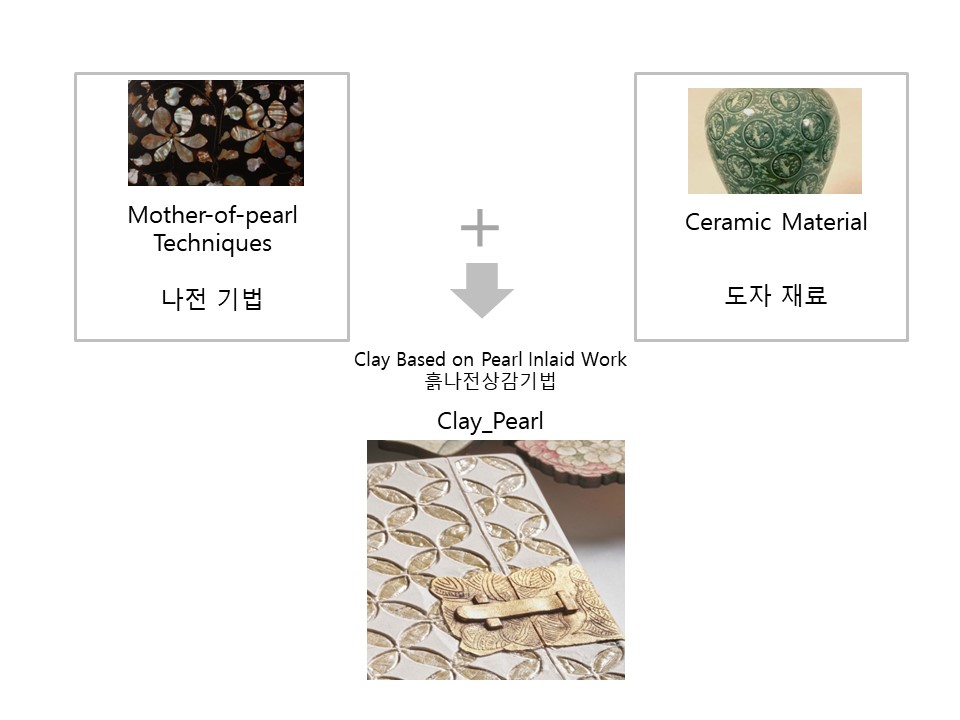 Mother-of-pearl
Techniques
나전 기법
+
Ceramic Material
도자 재료
Clay Based on Pearl Inlaid Work
흙나전상감기법
Clay_Pearl